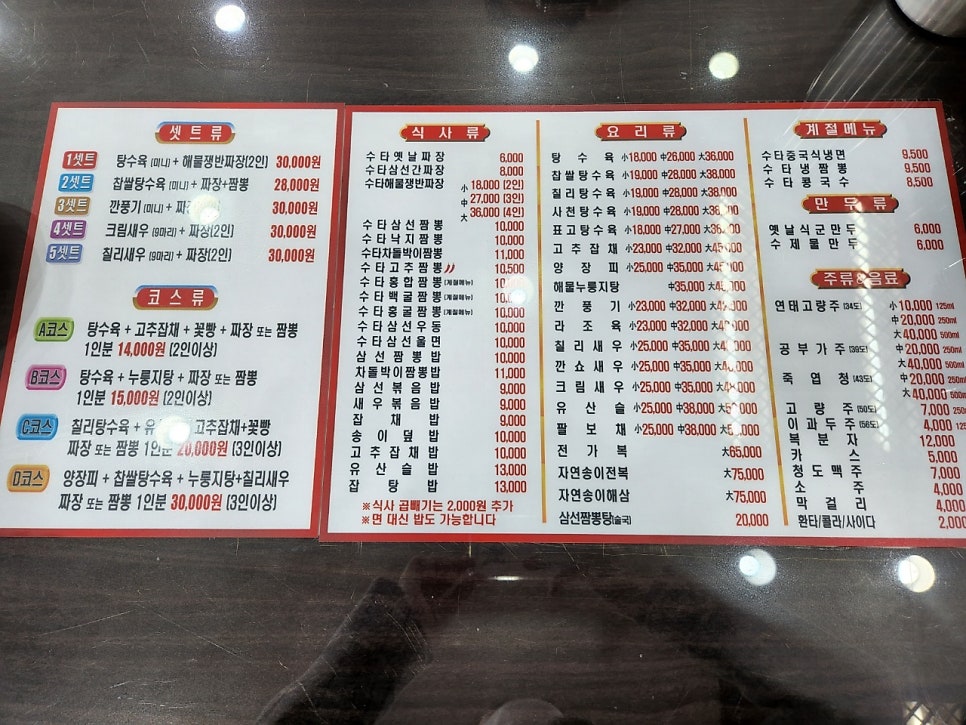 셋트류
1셋트 탕수육 (미니) + 해물쟁반짜장(2인) 30,000원
2셋트 찹쌀탕수육 (미니) + 짜장+짬뽕 28,000원
3셋트 깐풍기 (미니) + 30,000원
4셋트 크림새우 (9마리) + 짜장(2인) 30,000원
5셋트 칠리새우 (9마리) + 짜장(2인) 30,000원
코스류
A코스 탕수육 + 고추잡채 + 꽃빵 + 짜장 또는 짬뽕
1인분 14,000원 (2인이상)
B코스 탕수육 + 누룽지탕 + 짜장 또는 짬뽕
1인분 15,000원 (2인이상)
C코스 칠리탕수육 + 고추잡채+꽃빵
짜장 또는 짬뽕 1인분 20,000원 (3인이상)
D코스 양장피 + 찹쌀탕수육 + 누룽지탕+칠리새우
짜장 또는 짬뽕 1인분 30,000원 (3인이상)
식사류
수타옛날짜장 6,000
수타삼선간짜장 8,000
수타해물쟁반짜장 小 18,000 (2인)
中 27,000 (3인)
大 36,000 (4인)
수타삼선짬뽕 10,000
수타낙지짬뽕 10,000
수타차돌박이짬뽕 11,000
수타고추짬뽕 10,500
수타홍합짬뽕 (계절메뉴)
수타백굴짬뽕 (계절메뉴)
수타홍굴짬뽕 (계절메뉴) 10,000
수타삼선우동 10,000
수타삼선울면 10,000
삼선짬뽕밥 10,000
차돌박이짬뽕밥 11,000
삼선볶음밥 9,000
새우볶음밥 9,000
잡채밥 9,000
송이덮밥 10,000
고추잡채밥 10,000
유산슬밥 13,000
잡탕밥 13,000
※식사 곱빼기는 2,000원 추가
※면 대신 밥도 가능합니다
요리류
탕수육 小18,000 中26,000 大36,000
찹쌀탕수육 小19,000 中28,000 大38,000
칠리탕수육 小19,000 中28,000 大38,000
사천탕수육 小19,000 中28,000
표고탕수육 小18,000 中27,000
고추잡채 小23,000 中32,000
양장피 小25,000 中35,000
해물누룽지탕 中35,000
깐풍기 小23,000 中32,000
라조육 小23,000 中32,000
칠리새우 小25,000 中35,000
깐쇼새우 小25,000 中35,000
크림새우 小25,000 中35,000
유산슬 小25,000 中38,000
팔보채 小25,000 中38,000
전가복 大65,000
자연송이전복 大75,000
자연송이해삼 大75,000
삼선짬뽕탕(술국) 20,000
계절메뉴
수타중국식냉면 9,500
수타냉짬뽕 9,500
수타콩국수 8,500
만두류
옛날식군만두 6,000
수제물만두 6,000
주류&음료
연태고량주 (34도) 小 10,000 125ml
中 20,000 250ml
大 40,000 500ml
공부가주 (39도) 中 20,000 250ml
大 40,000 500ml
죽엽청 (43도) 中 20,000 250ml
大 40,000 500ml
고량주 (50도) 7,000
이과두주 (56도) 4,000
복분자 12,000
카스 5,000
청도맥주 7,000
소주 4,000
막걸리 4,000
환타/콜라/사이다 2,000